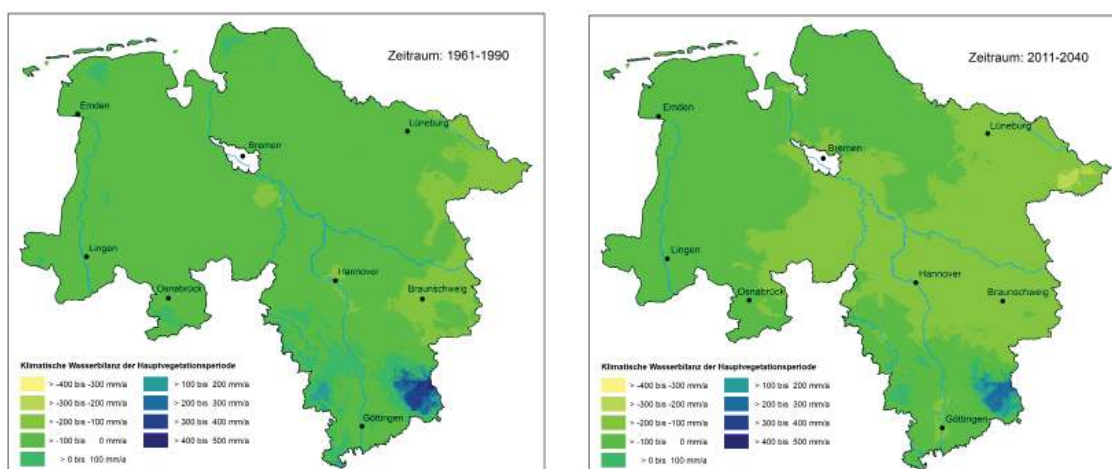 Zeitraum: 1961-1990
Emden
Lüneburg
Bremen
Lingen
Osnabrück
Hannover
Braunschweig
Göttingen
Klimatische Wasserbilanz der Hauptvegetationsperiode
> -400 bis -300 mm/a
> -300 bis -200 mm/a
> -200 bis -100 mm/a
> -100 bis 0 mm/a
> 0 bis 100 mm/a
> 100 bis 200 mm/a
> 200 bis 300 mm/a
> 300 bis 400 mm/a
> 400 bis 500 mm/a
Zeitraum: 2011-2040
Emden
Lüneburg
Bremen
Lingen
Osnabrück
Hannover
Braunschweig
Göttingen
Klimatische Wasserbilanz der Hauptvegetationsperiode
> -400 bis -300 mm/a
> -300 bis -200 mm/a
> -200 bis -100 mm/a
> -100 bis 0 mm/a
> 0 bis 100 mm/a
> 100 bis 200 mm/a
> 200 bis 300 mm/a
> 300 bis 400 mm/a
> 400 bis 500 mm/a